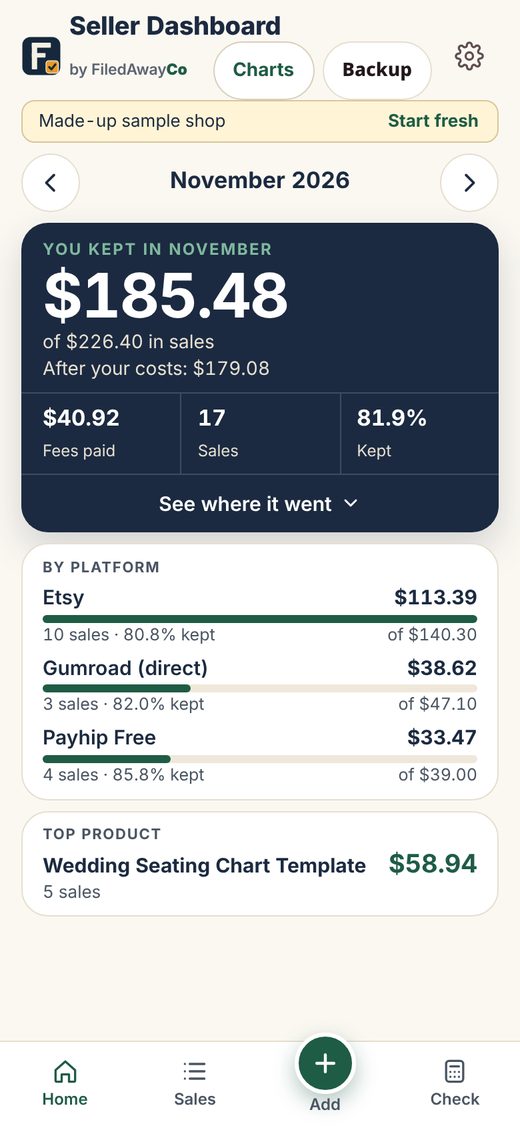 Seller Dashboard
by FiledAwayCo
Charts
Backup
Made-up sample shop
Start fresh
November 2026
YOU KEPT IN NOVEMBER
$185.48
of $226.40 in sales
After your costs: $179.08
$40.92
Fees paid
17
Sales
81.9%
Kept
See where it went
BY PLATFORM
Etsy
$113.39
10 sales · 80.8% kept
of $140.30
Gumroad (direct)
$38.62
3 sales · 82.0% kept
of $47.10
Payhip Free
$33.47
4 sales · 85.8% kept
of $39.00
TOP PRODUCT
Wedding Seating Chart Template
$58.94
5 sales
Home
Sales
Add
Check